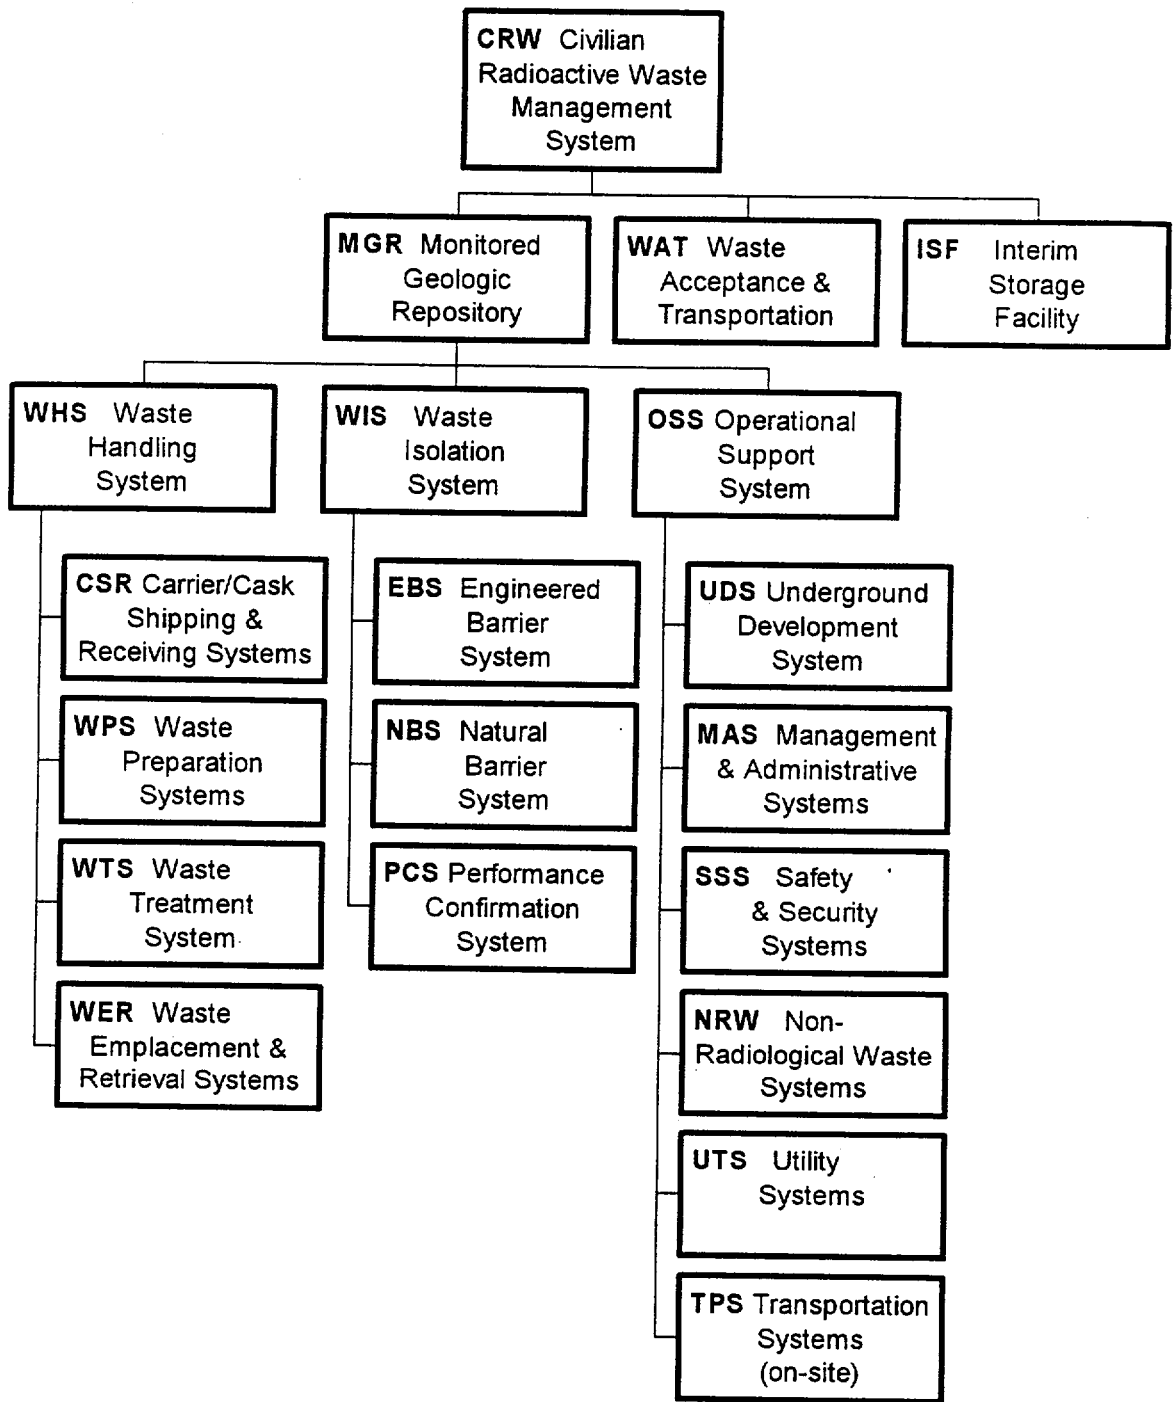 CRW Civilian
Radioactive Waste
Management
System
MGR Monitored
Geologic
Repository
WAT Waste
Acceptance &
Transportation
ISF Interim
Storage
Facility
WHS Waste
Handling
System
WIS Waste
Isolation
System
OSS Operational
Support
System
CSR Carrier/Cask
Shipping &
Receiving Systems
WPS Waste
Preparation
Systems
WTS Waste
Treatment
System
WER Waste
Emplacement &
Retrieval Systems
EBS Engineered
Barrier
System
NBS Natural
Barrier
System
PCS Performance
Confirmation
System
UDS Underground
Development
System
MAS Management
& Administrative
Systems
SSS Safety
& Security
Systems
NRW Non-
Radiological Waste
Systems
UTS Utility
Systems
TPS Transportation
Systems
(on-site)